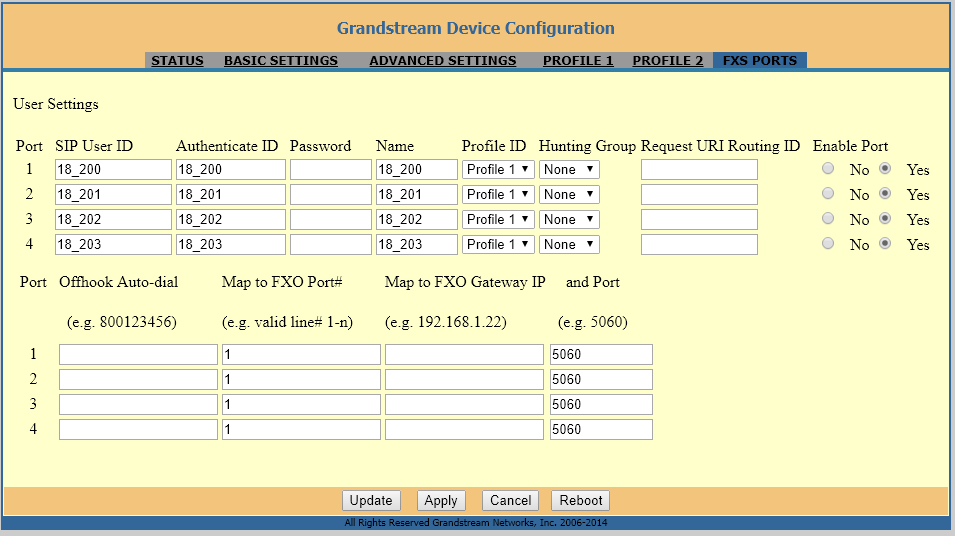 Grandstream Device Configuration
STATUS BASIC SETTINGS ADVANCED SETTINGS PROFILE 1 PROFILE 2 FXS PORTS
User Settings
Port SIP User ID Authenticate ID Password Name Profile ID Hunting Group Request URI Routing ID Enable Port
1 18_200 18_200 18_200 Profile 1 None No Yes
2 18_201 18_201 18_201 Profile 1 None No Yes
3 18_202 18_202 18_202 Profile 1 None No Yes
4 18_203 18_203 18_203 Profile 1 None No Yes
Port Offhook Auto-dial Map to FXO Port# Map to FXO Gateway IP and Port
(e.g. 800123456) (e.g. valid line# 1-n) (e.g. 192.168.1.22) (e.g. 5060)
1 1 5060
2 1 5060
3 1 5060
4 1 5060
Update Apply Cancel Reboot
All Rights Reserved Grandstream Networks, Inc. 2006-2014